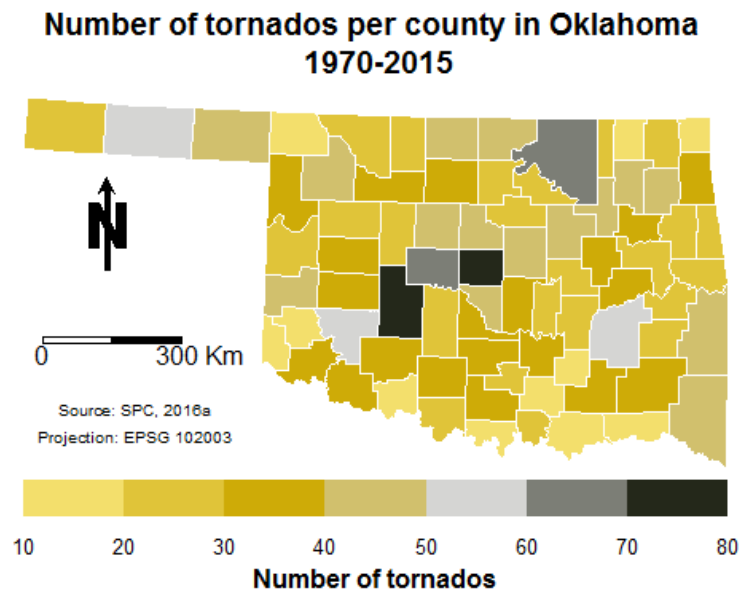 Number of tornados per county in Oklahoma
1970-2015
N
0 300 Km
Source: SPC, 2016a
Projection: EPSG 102003
10 20 30 40 50 60 70 80
Number of tornados